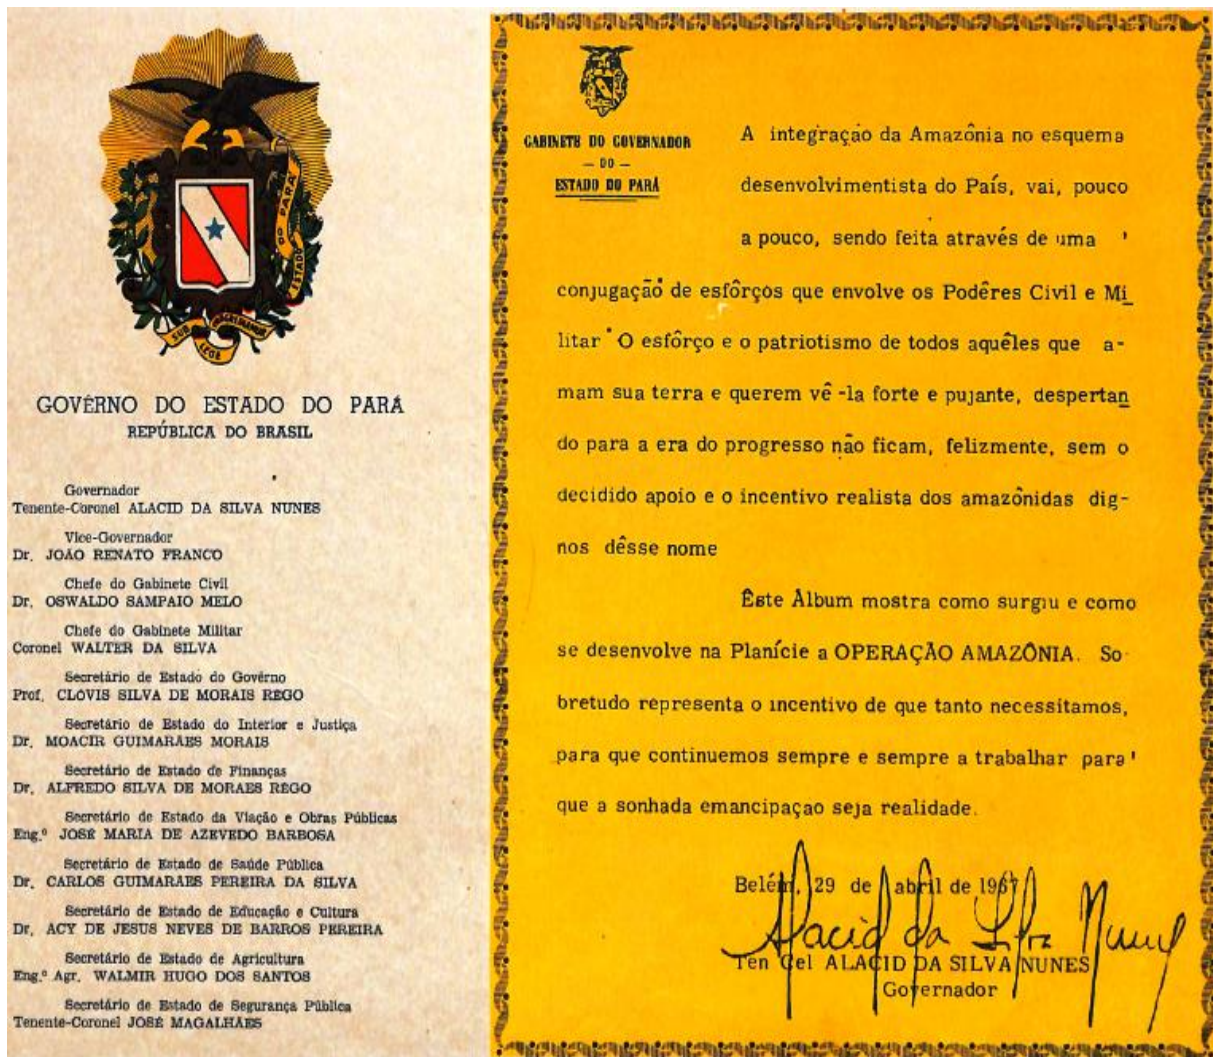 DO PARÁ
ESTADO
SUB
LEGE
GOVÊRNO DO ESTADO DO PARÁ
REPÚBLICA DO BRASIL
Governador
Tenente-Coronel ALACID DA SILVA NUNES
Vice-Governador
Dr. JOÃO RENATO FRANCO
Chefe do Gabinete Civil
Dr. OSWALDO SAMPAIO MELO
Chefe do Gabinete Militar
Coronel WALTER DA SILVA
Secretário de Estado do Govêrno
Prof. CLOVIS SILVA DE MORAIS REGO
Secretário de Estado do Interior e Justiça
Dr. MOACIR GUIMARÃES MORAIS
Secretário de Estado de Finanças
Dr. ALFREDO SILVA DE MORAES REGO
Secretário de Estado da Viação e Obras Públicas
Eng.º JOSÉ MARIA DE AZEVEDO BARBOSA
Secretário de Estado de Saúde Pública
Dr. CARLOS GUIMARÃES PEREIRA DA SILVA
Secretário de Estado de Educação e Cultura
Dr. ACY DE JESUS NEVES DE BARROS PEREIRA
Secretário de Estado de Agricultura
Eng.º Agr. WALMIR HUGO DOS SANTOS
Secretário de Estado de Segurança Pública
Tenente-Coronel JOSÉ MAGALHÃES
GABINETE DO GOVERNADOR
— DO —
ESTADO DO PARÁ
A integração da Amazônia no esquema
desenvolvimentista do País, vai, pouco
a pouco, sendo feita através de uma '
conjugação de esfôrços que envolve os Podêres Civil e Mi
litar O esfôrço e o patriotismo de todos aquêles que a-
mam sua terra e querem vê -la forte e pujante, despertan
do para a era do progresso não ficam, felizmente, sem o
decidido apoio e o incentivo realista dos amazônidas dig-
nos dêsse nome
Êste Álbum mostra como surgiu e como
se desenvolve na Planície a OPERAÇÃO AMAZÔNIA. So-
bretudo representa o incentivo de que tanto necessitamos,
para que continuemos sempre e sempre a trabalhar para '
que a sonhada emancipaçao seja realidade.
Belém, 29 de abril de 1967
Alacid da Silva Nunes
Ten Cel ALACID DA SILVA NUNES
Governador